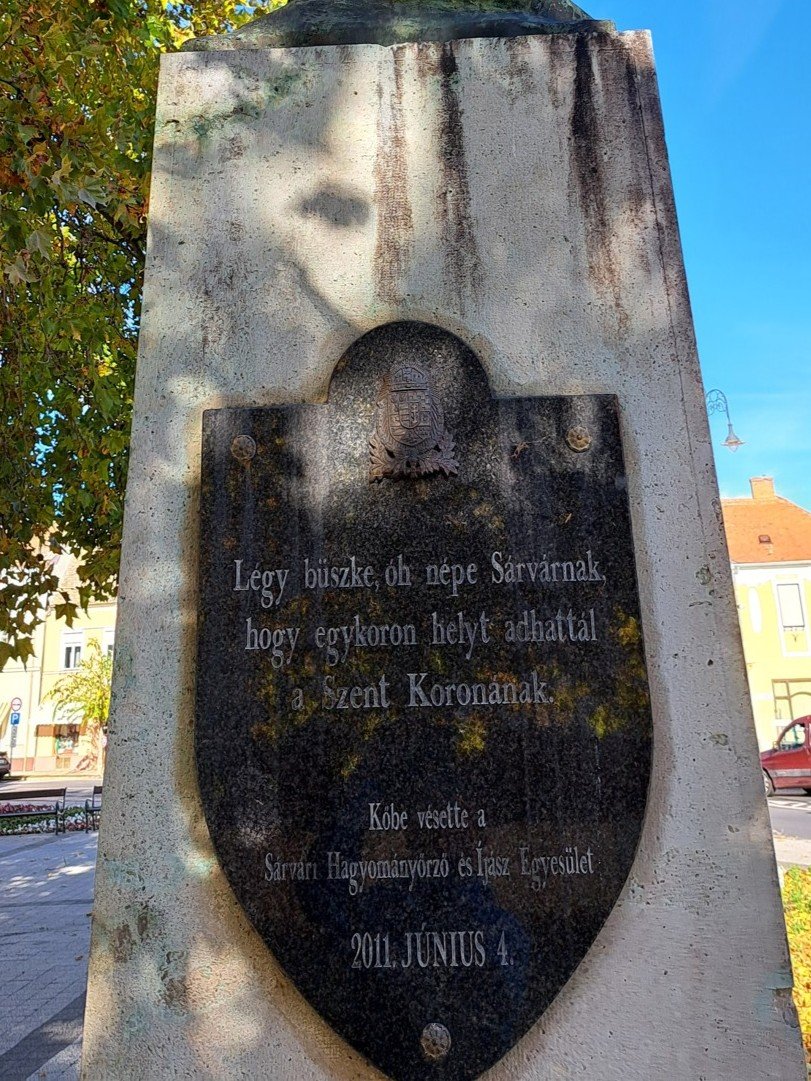 Légy büszke, óh népe Sárvárnak,
hogy egykoron helyt adhattál
a Szent Koronának.
Kőbe vésette a
Sárvári Hagyományőrző és Íjász Egyesület
2011. JÚNIUS 4.